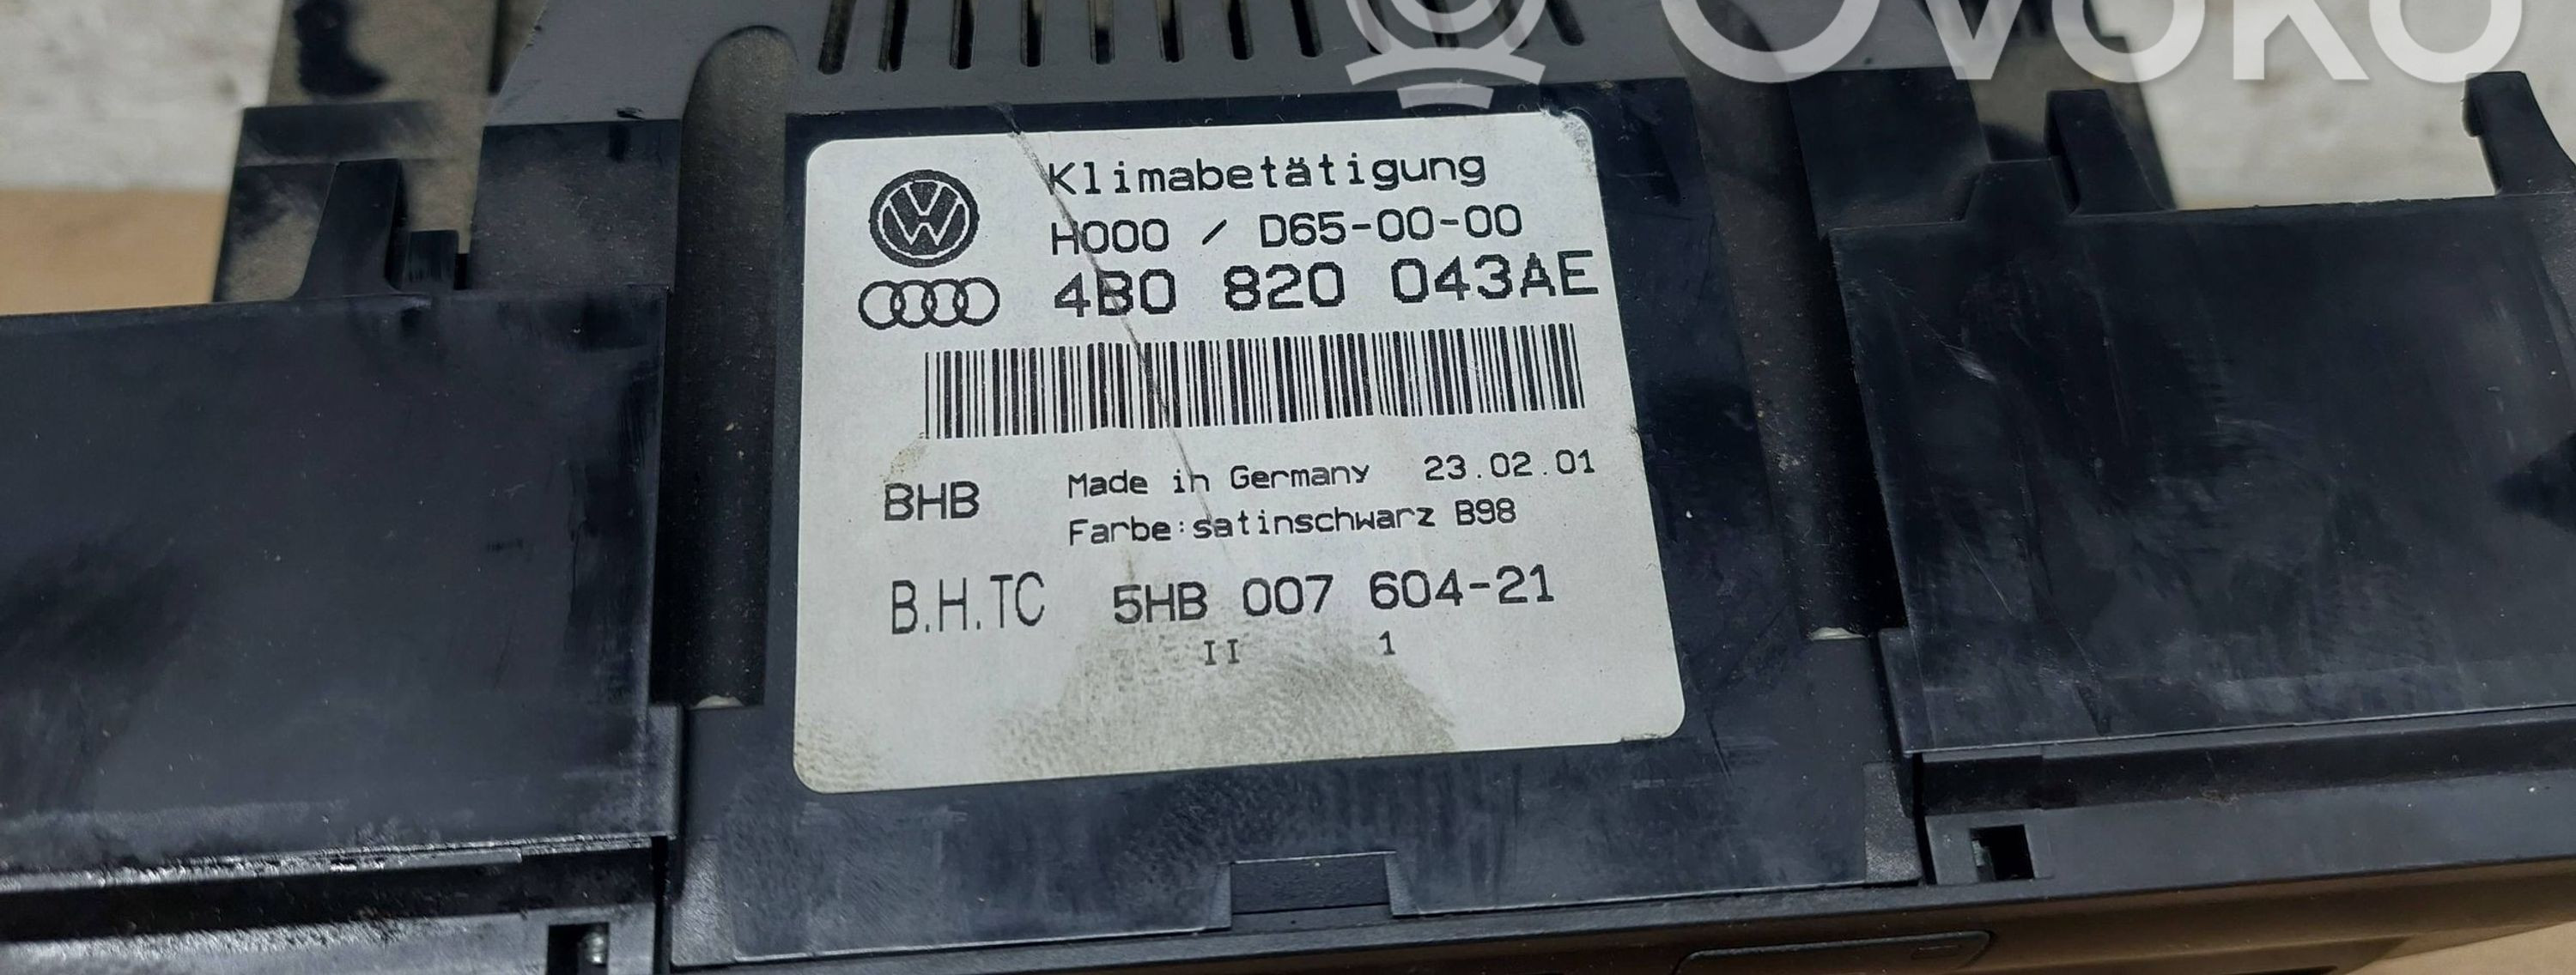 OVOKO
Klimabetätigung
H000 / D65-00-00
4B0 820 043AE
BHB
Made in Germany 23.02.01
Farbe:satinschwarz B98
B.H.TC 5HB 007 604-21
II 1